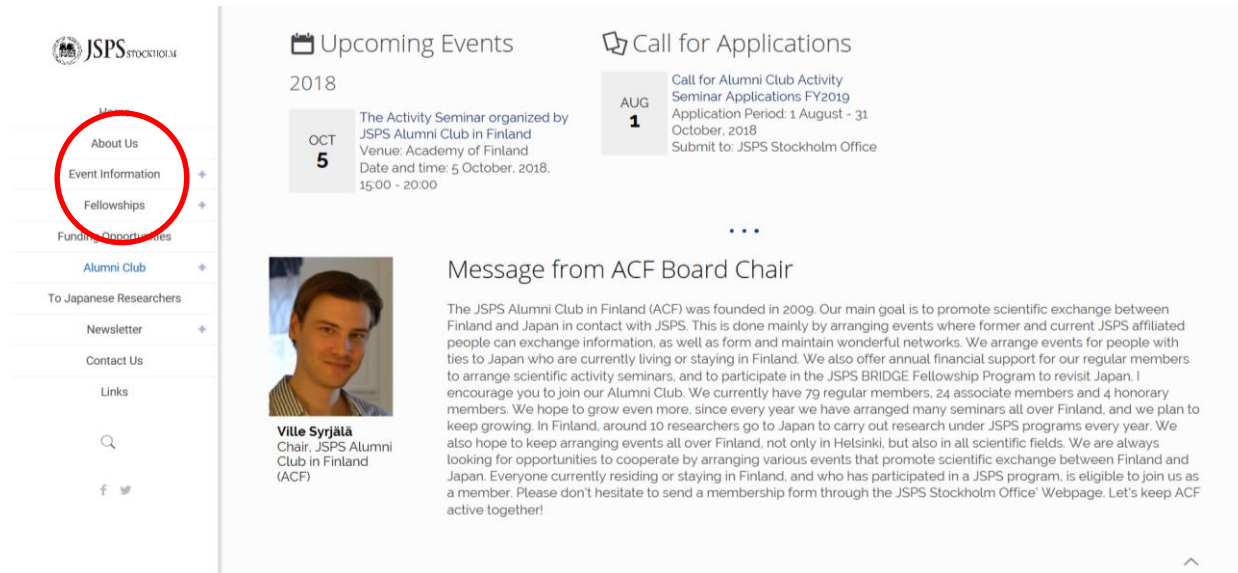 JSPS STOCKHOLM
Home
About Us
Event Information +
Fellowships +
Funding Opportunities
Alumni Club +
To Japanese Researchers
Newsletter +
Contact Us
Links
Upcoming Events
2018
OCT
5
The Activity Seminar organized by
JSPS Alumni Club in Finland
Venue: Academy of Finland
Date and time: 5 October, 2018,
15:00 - 20:00
Call for Applications
AUG
1
Call for Alumni Club Activity
Seminar Applications FY2019
Application Period: 1 August - 31
October, 2018
Submit to: JSPS Stockholm Office
Ville Syrjälä
Chair, JSPS Alumni
Club in Finland
(ACF)
Message from ACF Board Chair
The JSPS Alumni Club in Finland (ACF) was founded in 2009. Our main goal is to promote scientific exchange between
Finland and Japan in contact with JSPS. This is done mainly by arranging events where former and current JSPS affiliated
people can exchange information, as well as form and maintain wonderful networks. We arrange events for people with
ties to Japan who are currently living or staying in Finland. We also offer annual financial support for our regular members
to arrange scientific activity seminars, and to participate in the JSPS BRIDGE Fellowship Program to revisit Japan. I
encourage you to join our Alumni Club. We currently have 79 regular members, 24 associate members and 4 honorary
members. We hope to grow even more, since every year we have arranged many seminars all over Finland, and we plan to
keep growing. In Finland, around 10 researchers go to Japan to carry out research under JSPS programs every year. We
also hope to keep arranging events all over Finland, not only in Helsinki, but also in all scientific fields. We are always
looking for opportunities to cooperate by arranging various events that promote scientific exchange between Finland and
Japan. Everyone currently residing or staying in Finland, and who has participated in a JSPS program, is eligible to join us as
a member. Please don't hesitate to send a membership form through the JSPS Stockholm Office' Webpage. Let's keep ACF
active together!